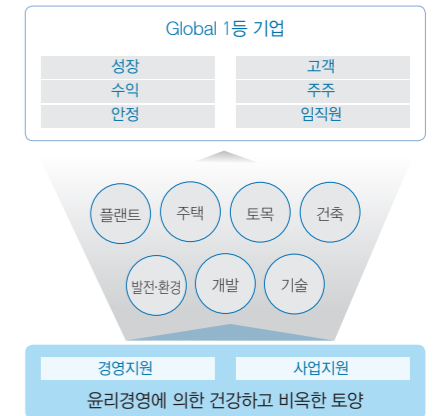 Global 1등 기업
성장 고객
수익 주주
안정 임직원
플랜트 주택 토목 건축
발전·환경 개발 기술
경영지원 사업지원
윤리경영에 의한 건강하고 비옥한 토양